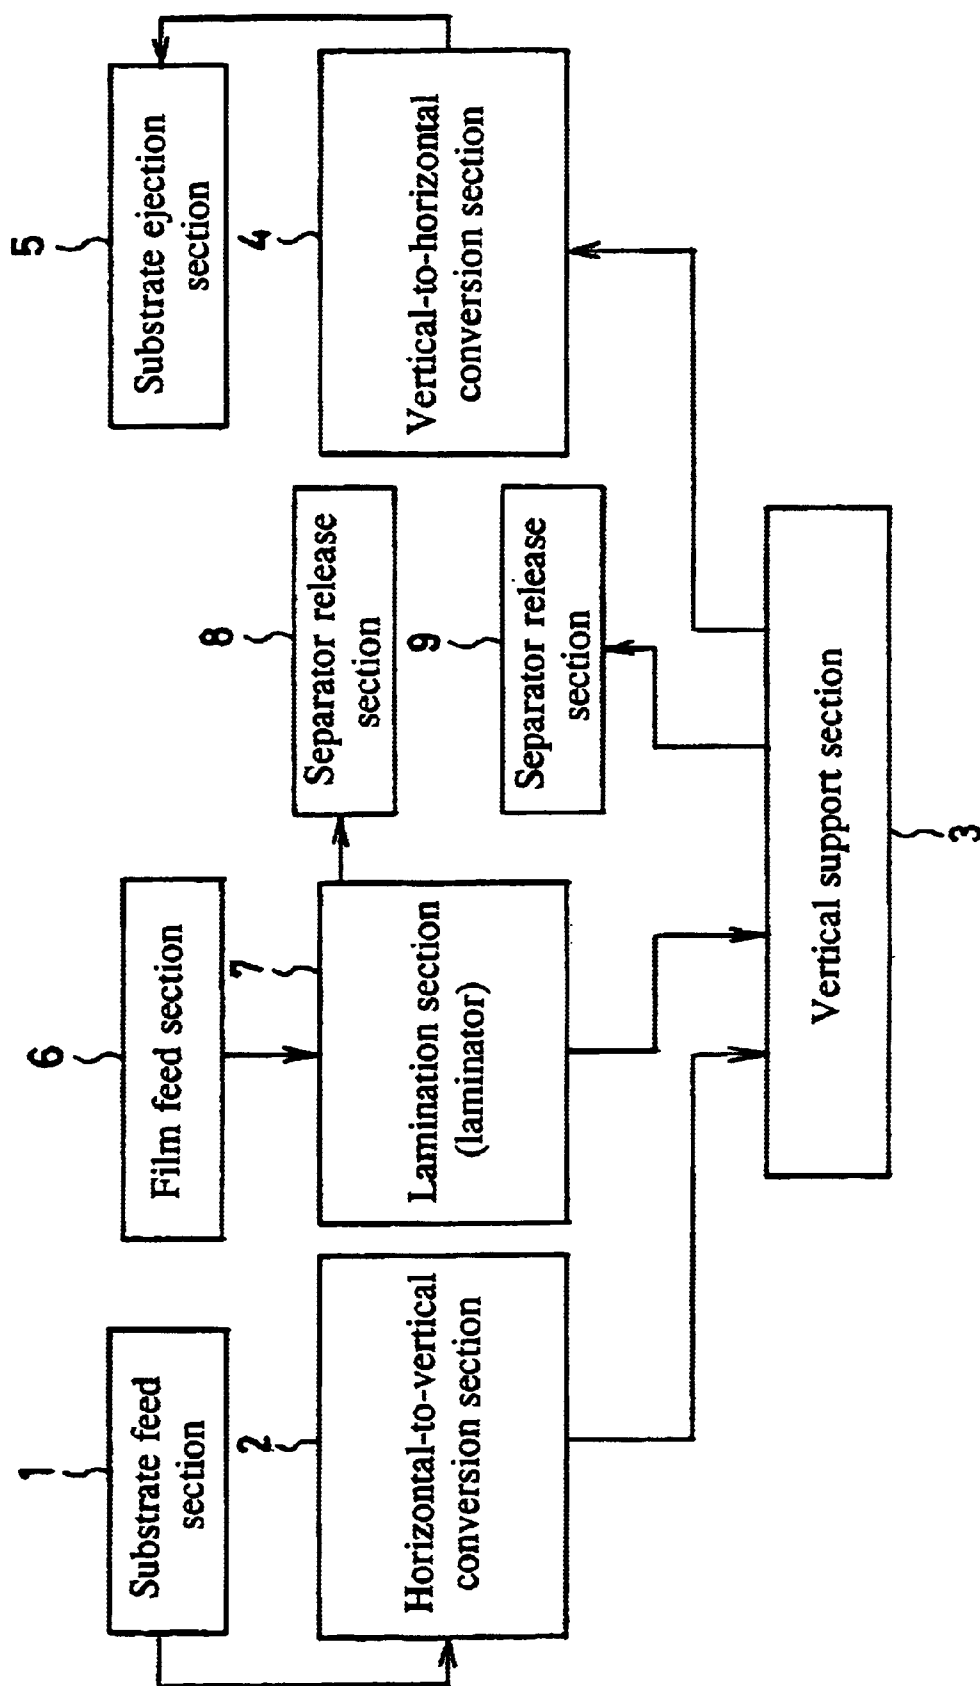 1
Substrate feed
section
2
Horizontal-to-vertical
conversion section
6
Film feed section
7
Lamination section
(laminator)
8
Separator release
section
9
Separator release
section
5
Substrate ejection
section
4
Vertical-to-horizontal
conversion section
Vertical support section
3